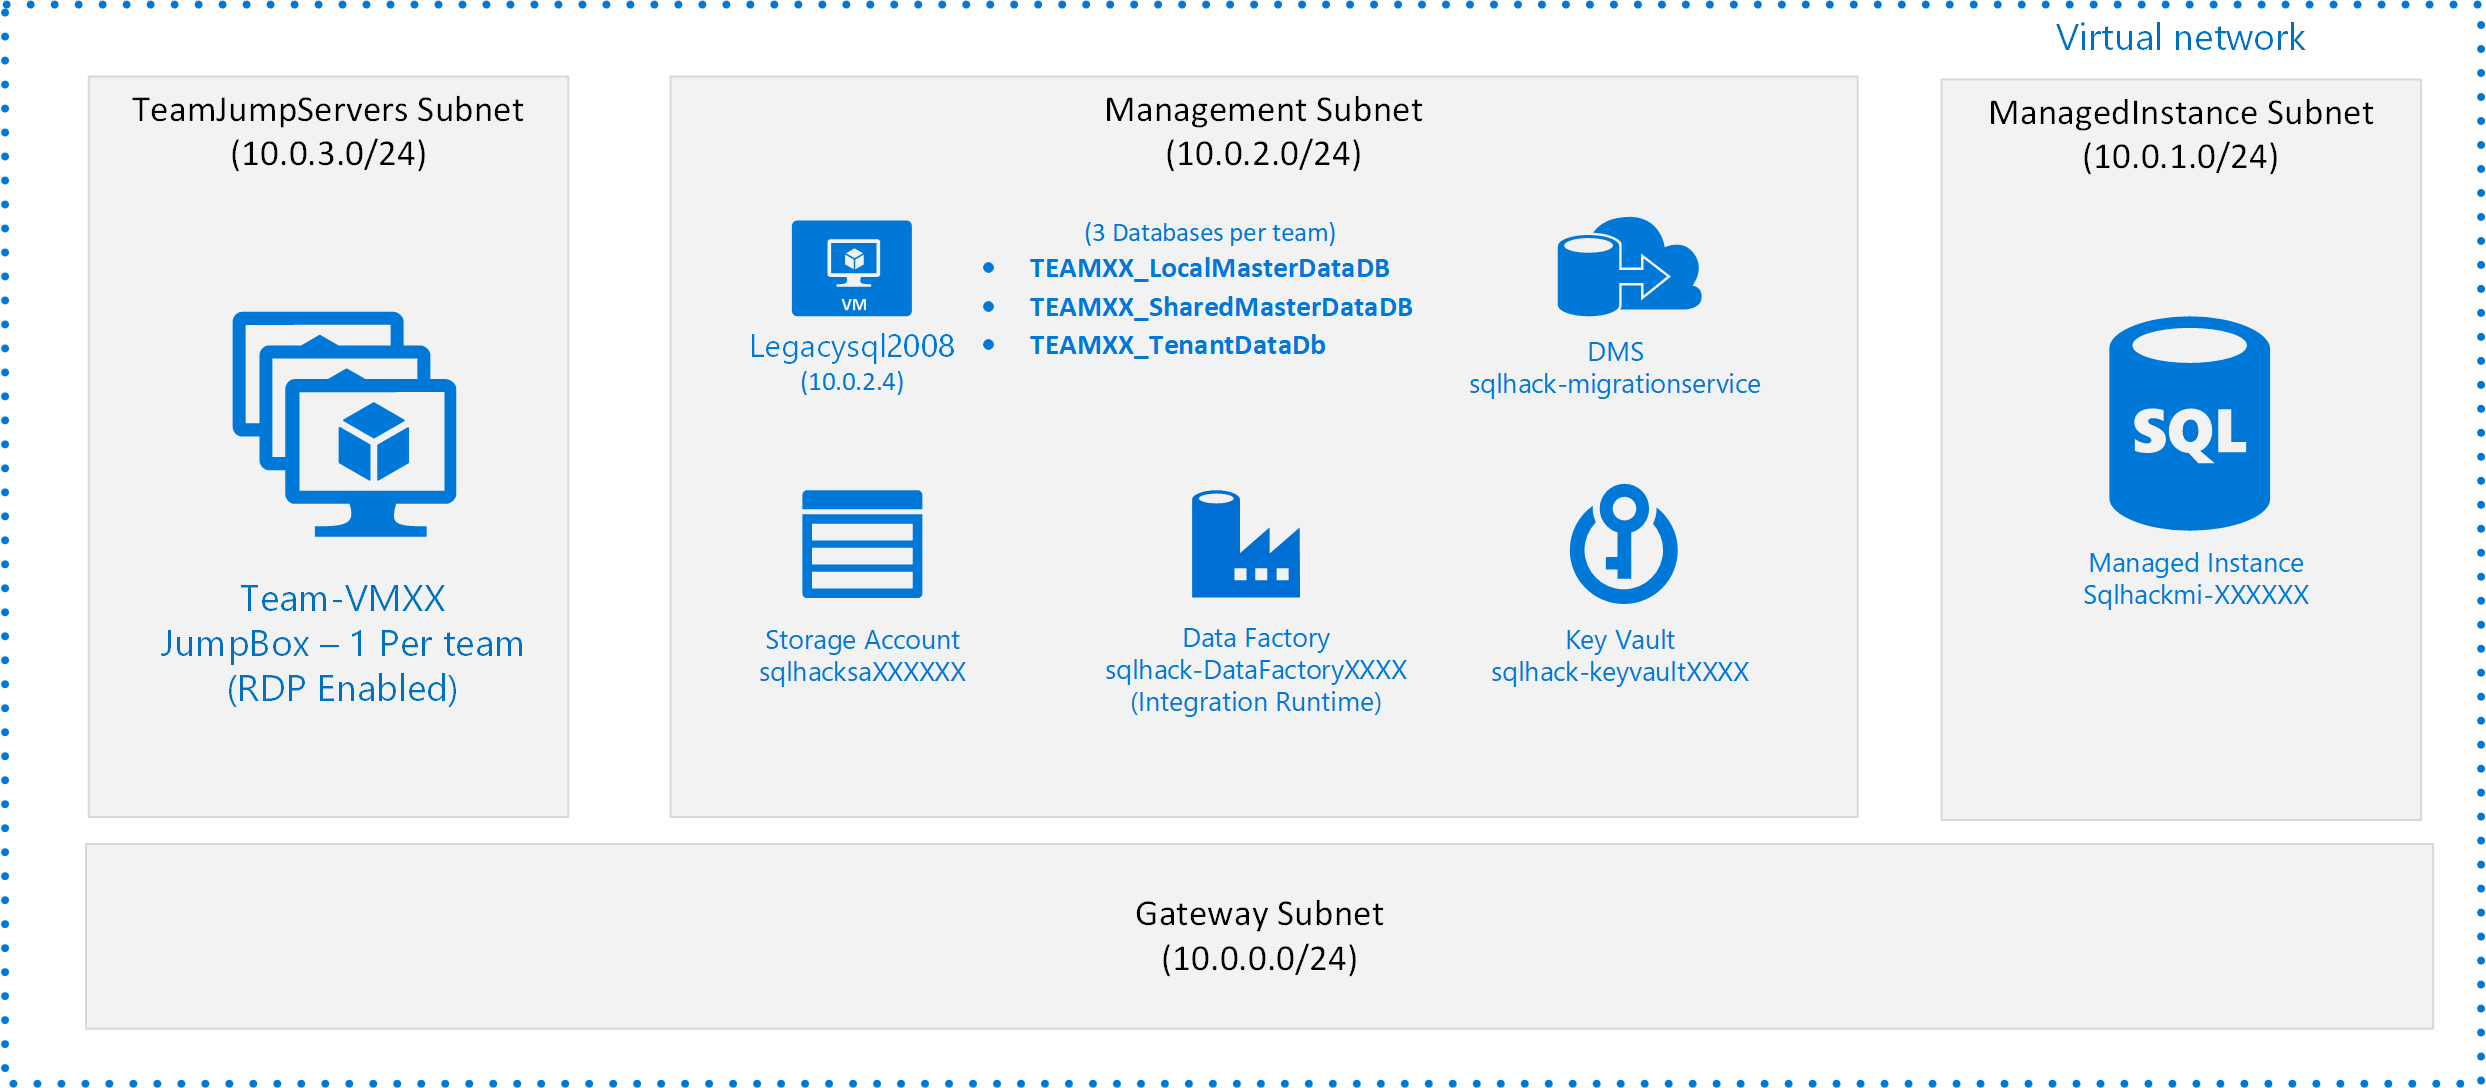 Virtual network
TeamJumpServers Subnet
(10.0.3.0/24)
Team-VMXX
JumpBox – 1 Per team
(RDP Enabled)
Management Subnet
(10.0.2.0/24)
VM
Legacysql2008
(10.0.2.4)
(3 Databases per team)
• TEAMXX_LocalMasterDataDB
• TEAMXX_SharedMasterDataDB
• TEAMXX_TenantDataDb
DMS
sqlhack-migrationservice
Storage Account
sqlhacksaXXXXXX
Data Factory
sqlhack-DataFactoryXXXX
(Integration Runtime)
Key Vault
sqlhack-keyvaultXXXX
ManagedInstance Subnet
(10.0.1.0/24)
SQL
Managed Instance
Sqlhackmi-XXXXXX
Gateway Subnet
(10.0.0.0/24)